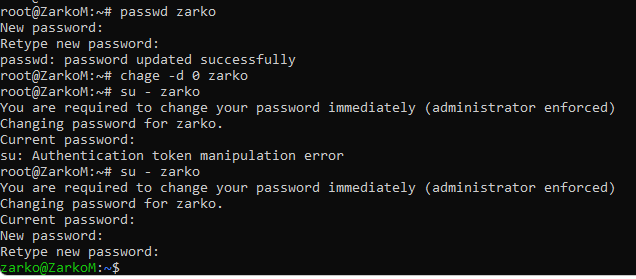 root@ZarkoM:~# passwd zarko
New password:
Retype new password:
passwd: password updated successfully
root@ZarkoM:~# chage -d 0 zarko
root@ZarkoM:~# su - zarko
You are required to change your password immediately (administrator enforced)
Changing password for zarko.
Current password:
su: Authentication token manipulation error
root@ZarkoM:~# su - zarko
You are required to change your password immediately (administrator enforced)
Changing password for zarko.
Current password:
New password:
Retype new password:
zarko@ZarkoM:~$